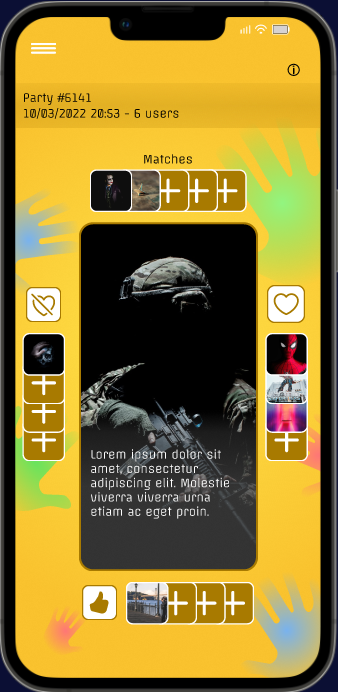 Party #6141
10/03/2022 20:53 - 6 users
Matches
Lorem ipsum dolor sit
amet, consectetur
adipiscing elit. Molestie
viverra viverra urna
etiam ac eget proin.